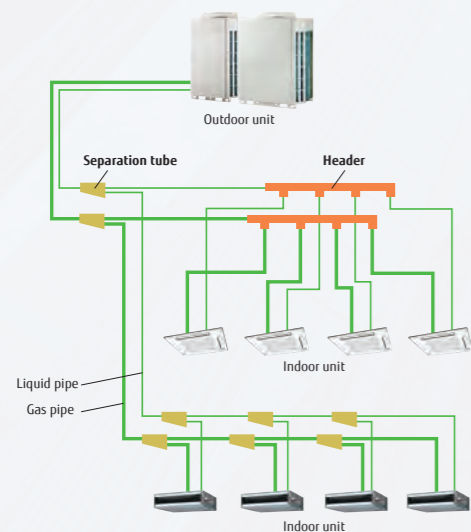 Outdoor unit
Separation tube
Header
Indoor unit
Liquid pipe
Gas pipe
Indoor unit